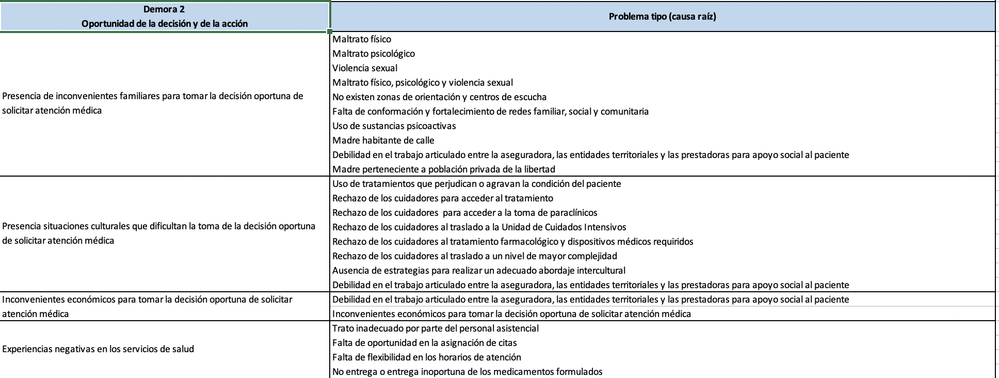 Demora 2
Oportunidad de la decisión y de la acción
Problema tipo (causa raíz)
Presencia de inconvenientes familiares para tomar la decisión oportuna de
solicitar atención médica
Maltrato físico
Maltrato psicológico
Violencia sexual
Maltrato físico, psicológico y violencia sexual
No existen zonas de orientación y centros de escucha
Falta de conformación y fortalecimiento de redes familiar, social y comunitaria
Uso de sustancias psicoactivas
Madre habitante de calle
Debilidad en el trabajo articulado entre la aseguradora, las entidades territoriales y las prestadoras para apoyo social al paciente
Madre perteneciente a población privada de la libertad
Presencia situaciones culturales que dificultan la toma de la decisión oportuna
de solicitar atención médica
Uso de tratamientos que perjudican o agravan la condición del paciente
Rechazo de los cuidadores para acceder al tratamiento
Rechazo de los cuidadores  para acceder a la toma de paraclínicos
Rechazo de los cuidadores al traslado a la Unidad de Cuidados Intensivos
Rechazo de los cuidadores al tratamiento farmacológico y dispositivos médicos requiridos
Rechazo de los cuidadores al traslado a un nivel de mayor complejidad
Ausencia de estrategias para realizar un adecuado abordaje intercultural
Debilidad en el trabajo articulado entre la aseguradora, las entidades territoriales y las prestadoras para apoyo social al paciente
Inconvenientes económicos para tomar la decisión oportuna de solicitar
atención médica
Debilidad en el trabajo articulado entre la aseguradora, las entidades territoriales y las prestadoras para apoyo social al paciente
Inconvenientes económicos para tomar la decisión oportuna de solicitar atención médica
Experiencias negativas en los servicios de salud
Trato inadecuado por parte del personal asistencial
Falta de oportunidad en la asignación de citas
Falta de flexibilidad en los horarios de atención
No entrega o entrega inoportuna de los medicamentos formulados